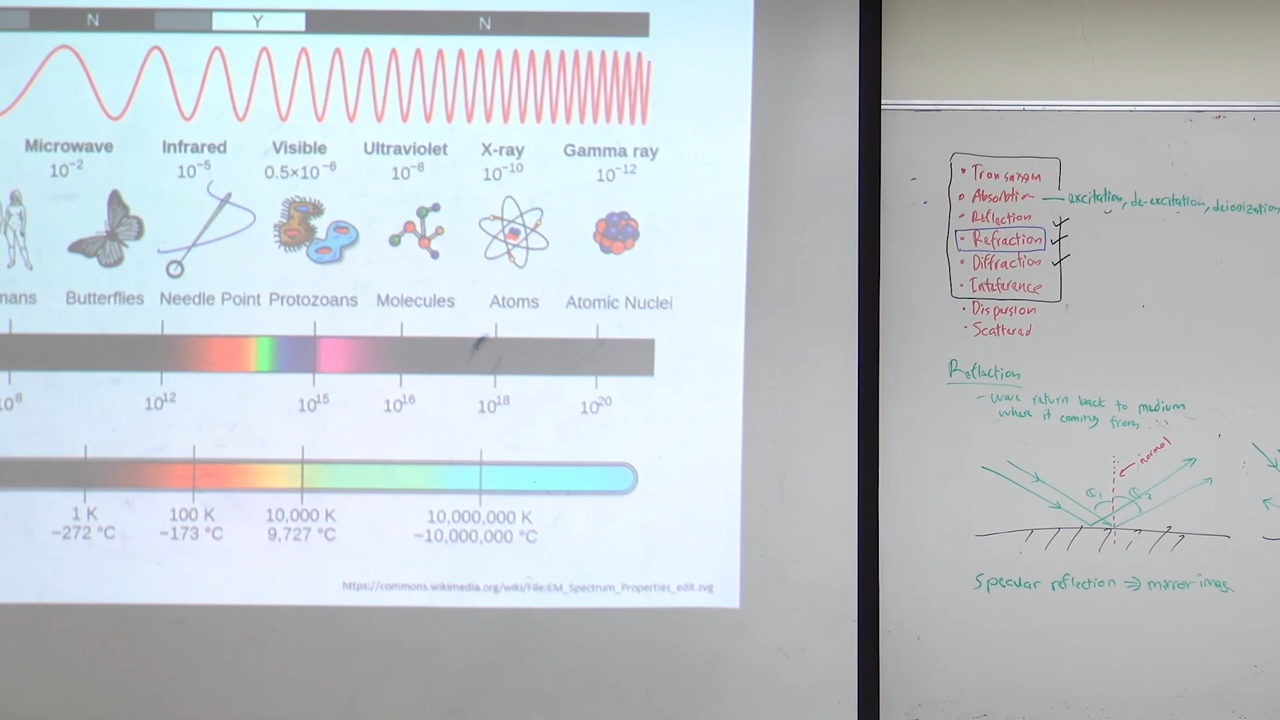 N Y N
Microwave Infrared Visible Ultraviolet X-ray Gamma ray
10⁻² 10⁻⁵ 0.5×10⁻⁶ 10⁻⁸ 10⁻¹⁰ 10⁻¹²
mans Butterflies Needle Point Protozoans Molecules Atoms Atomic Nuclei
10⁸ 10¹² 10¹⁵ 10¹⁶ 10¹⁸ 10²⁰
1 K 100 K 10,000 K 10,000,000 K
−272 °C −173 °C 9,727 °C ~10,000,000 °C
https://commons.wikimedia.org/wiki/File:EM_Spectrum_Properties_edit.svg
• Absorbtion — excitation, de-excitation, deionization
• Reflection
• Refraction
• Diffraction
• Inteference
• Dispersion
• Scattered
Reflection
- wave return back to medium
where it coming from
normal
Specular reflection ⇒ mirror image